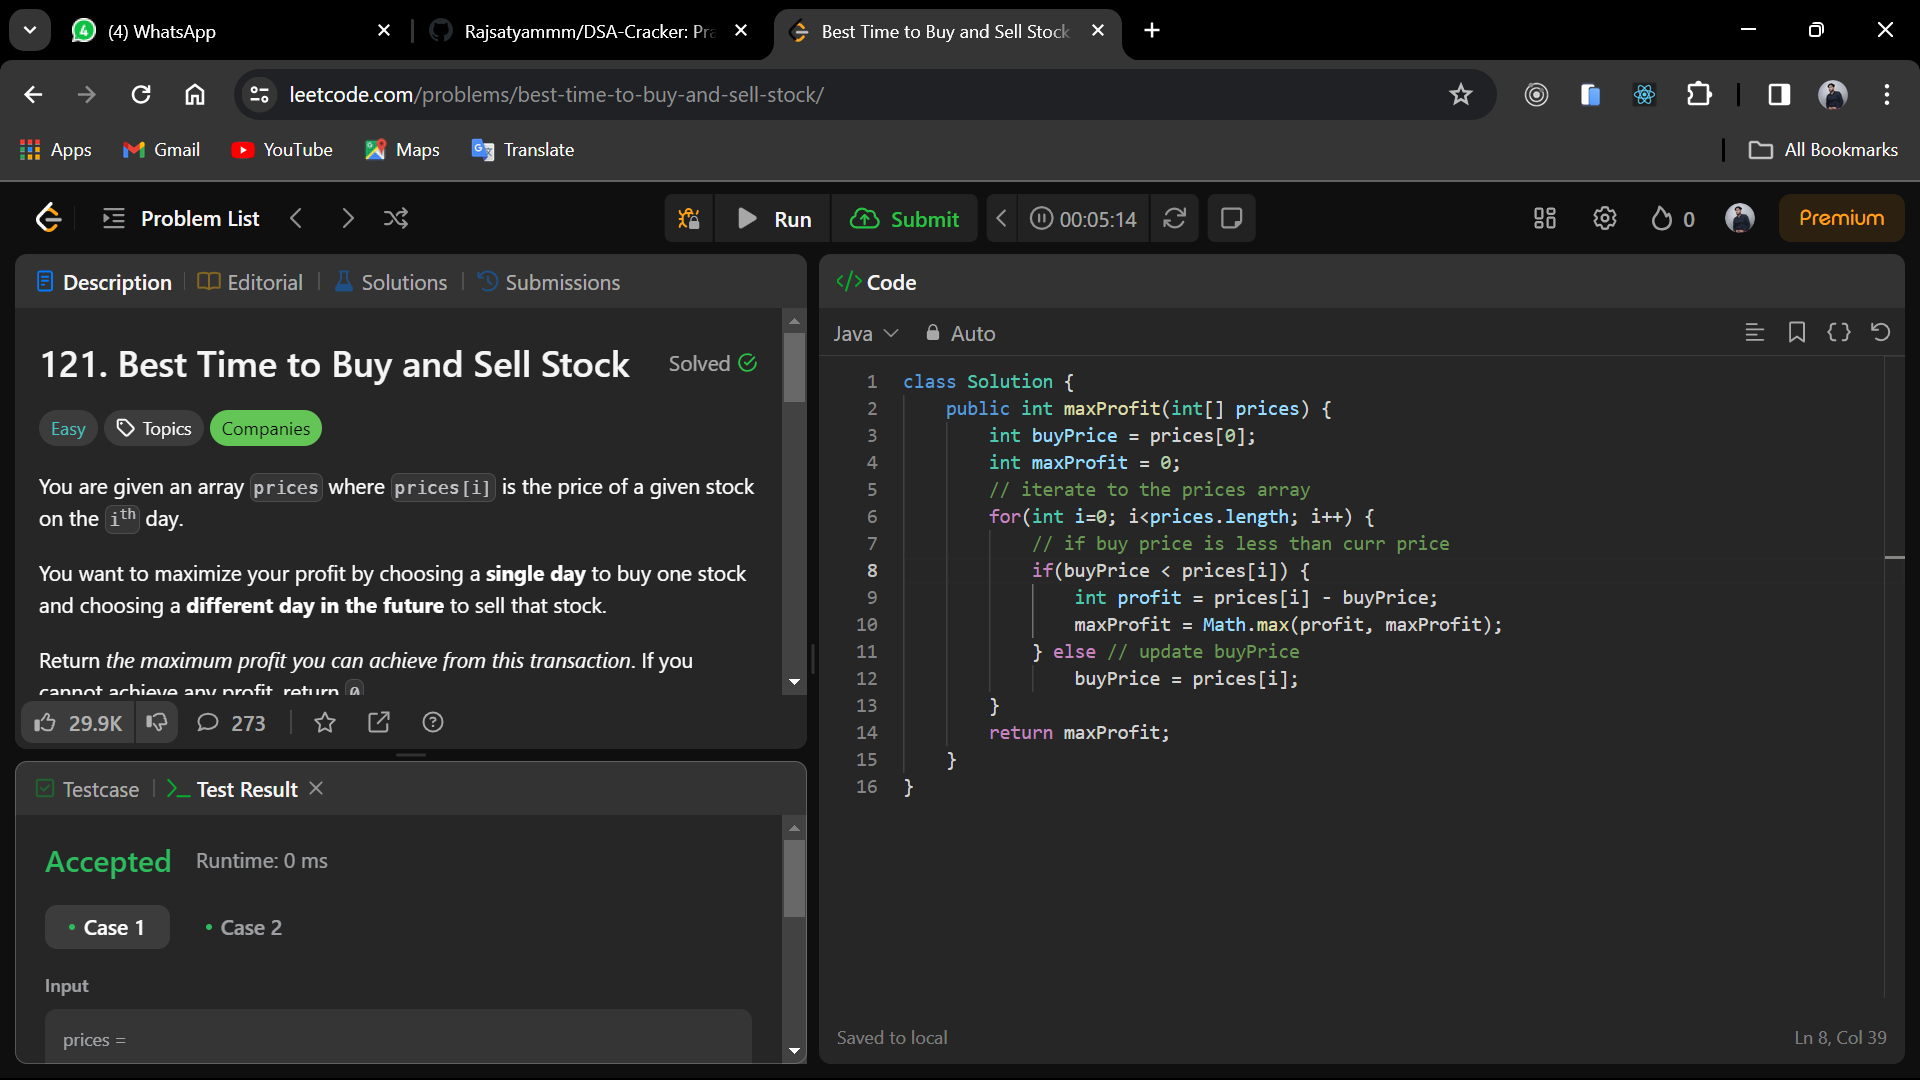 (4) WhatsApp
Rajsatyammm/DSA-Cracker: Pra
Best Time to Buy and Sell Stock
leetcode.com/problems/best-time-to-buy-and-sell-stock/
Apps Gmail YouTube Maps Translate All Bookmarks
Problem List Run Submit 00:05:14 0 Premium
Description Editorial Solutions Submissions
121. Best Time to Buy and Sell Stock Solved
Easy Topics Companies
You are given an array prices where prices[i] is the price of a given stock
on the ith day.
You want to maximize your profit by choosing a single day to buy one stock
and choosing a different day in the future to sell that stock.
Return the maximum profit you can achieve from this transaction. If you
cannot achieve any profit, return 0
29.9K 273
Testcase Test Result
Accepted Runtime: 0 ms
Case 1 Case 2
Input
prices =
</> Code
Java Auto
1 class Solution {
2 public int maxProfit(int[] prices) {
3 int buyPrice = prices[0];
4 int maxProfit = 0;
5 // iterate to the prices array
6 for(int i=0; i<prices.length; i++) {
7 // if buy price is less than curr price
8 if(buyPrice < prices[i]) {
9 int profit = prices[i] - buyPrice;
10 maxProfit = Math.max(profit, maxProfit);
11 } else // update buyPrice
12 buyPrice = prices[i];
13 }
14 return maxProfit;
15 }
16 }
Saved to local Ln 8, Col 39